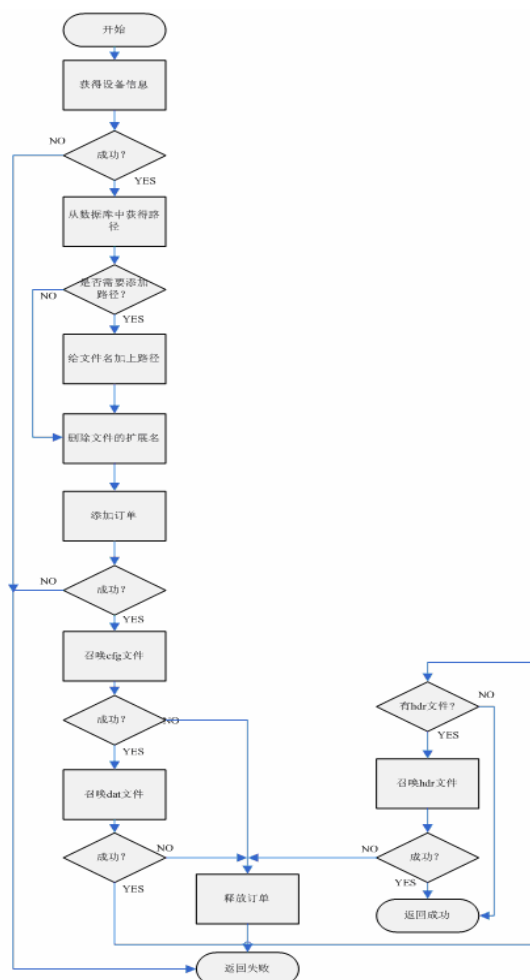 开始
获得设备信息
NO
成功?
YES
从数据库中获得路
径
是否需要添加
路径?
NO
YES
给文件名加上路径
删除文件的扩展名
添加订单
NO
成功?
YES
召唤cfg文件
成功?
NO
YES
召唤dat文件
成功?
NO
YES
有hdr文件?
NO
YES
召唤hdr文件
NO
成功?
YES
返回成功
释放订单
返回失败